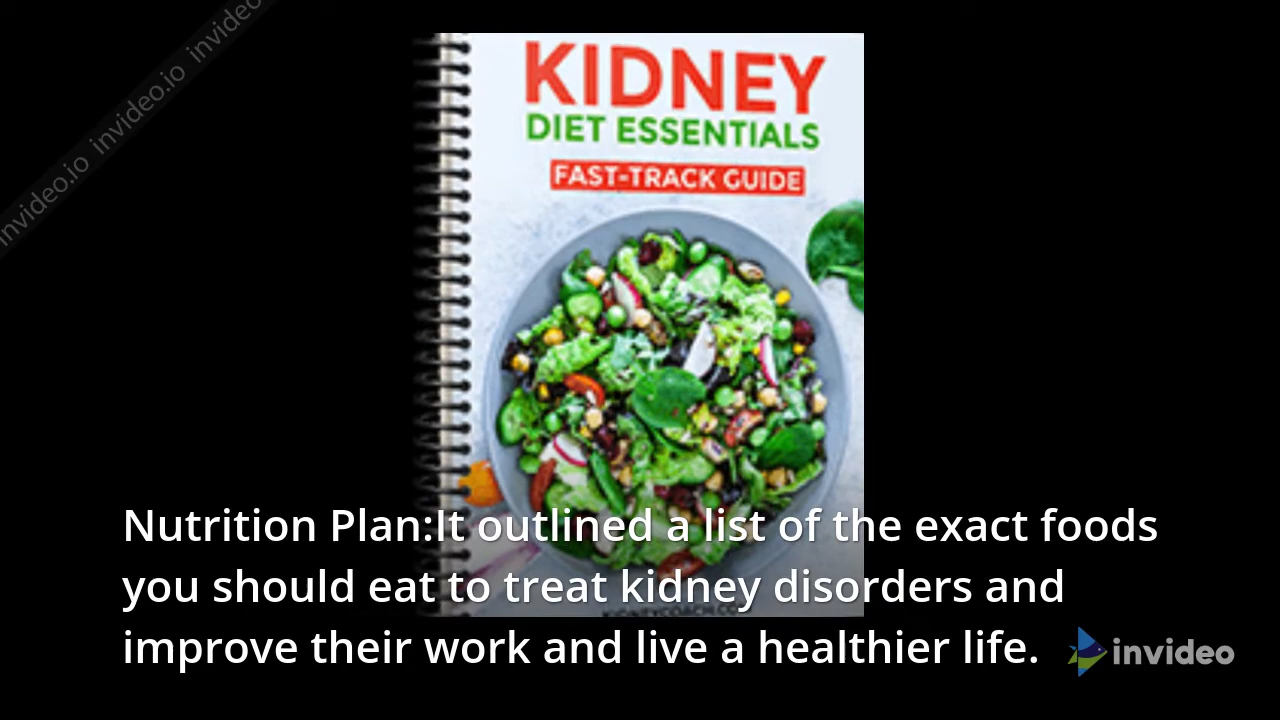 invideo.io invideo.io invideo
KIDNEY
DIET ESSENTIALS
FAST-TRACK GUIDE
Nutrition Plan:It outlined a list of the exact foods
you should eat to treat kidney disorders and
improve their work and live a healthier life.
invideo